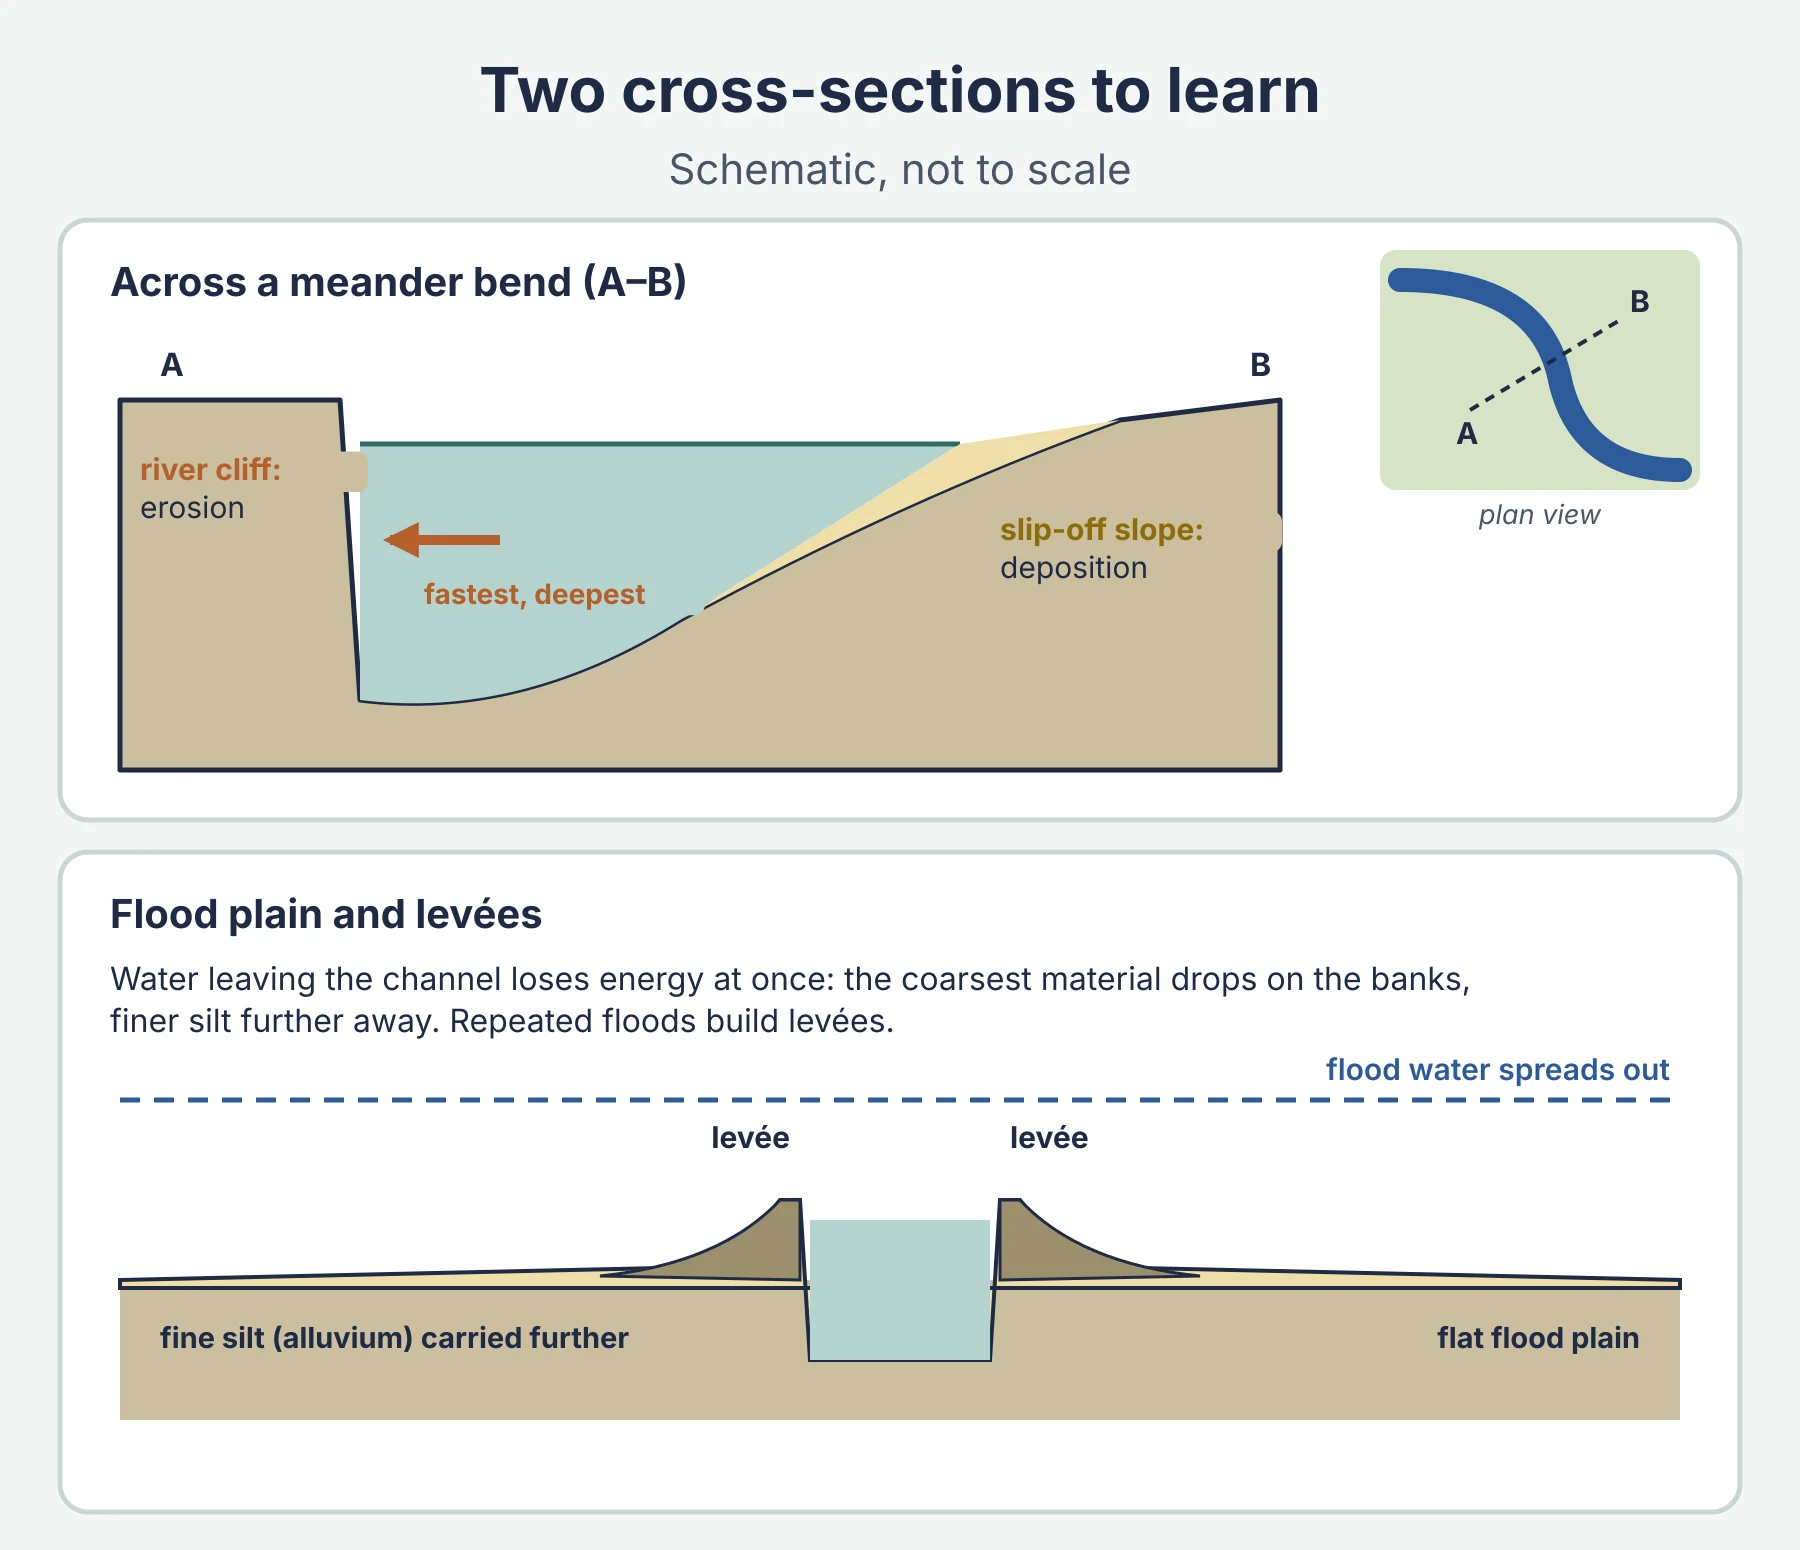 Two cross-sections to learn
Schematic, not to scale
Across a meander bend (A–B)
A
B
river cliff:
erosion
fastest, deepest
slip-off slope:
deposition
B
A
plan view
Flood plain and levées
Water leaving the channel loses energy at once: the coarsest material drops on the banks,
finer silt further away. Repeated floods build levées.
flood water spreads out
levée
levée
fine silt (alluvium) carried further
flat flood plain